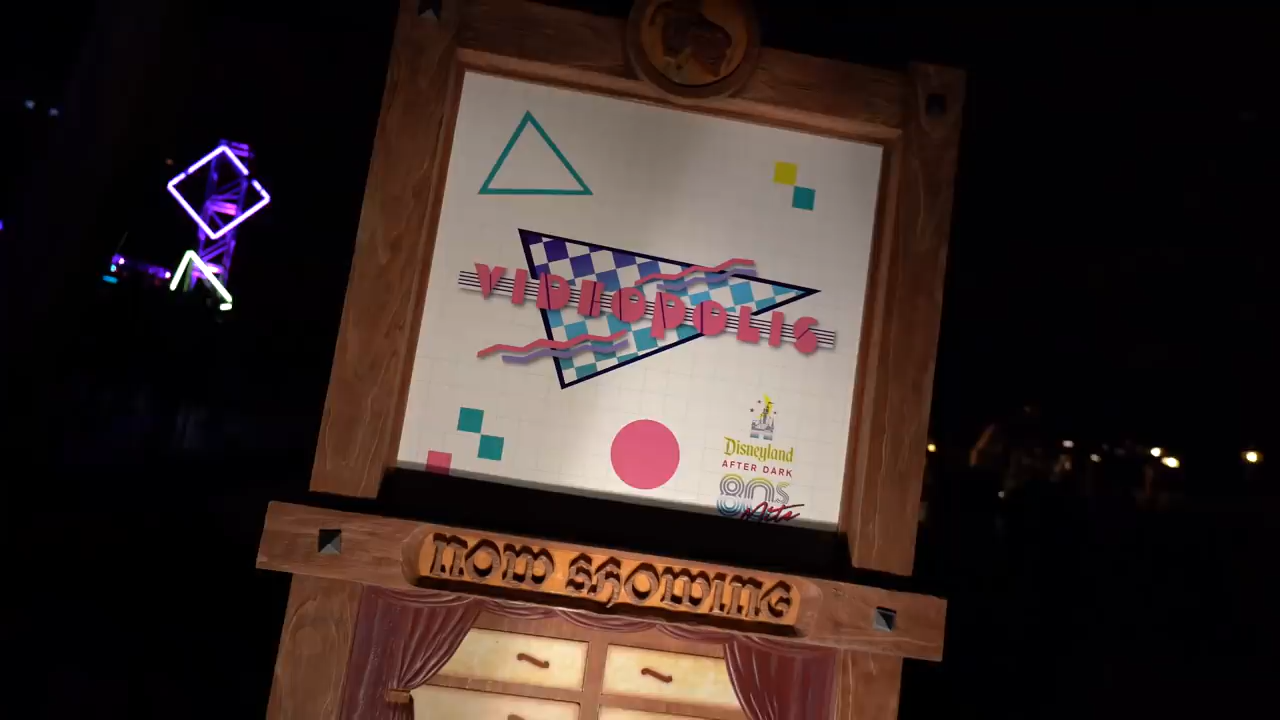 VIDEOPOLIS
Disneyland
AFTER DARK
80s
Nite
NOW SHOWING